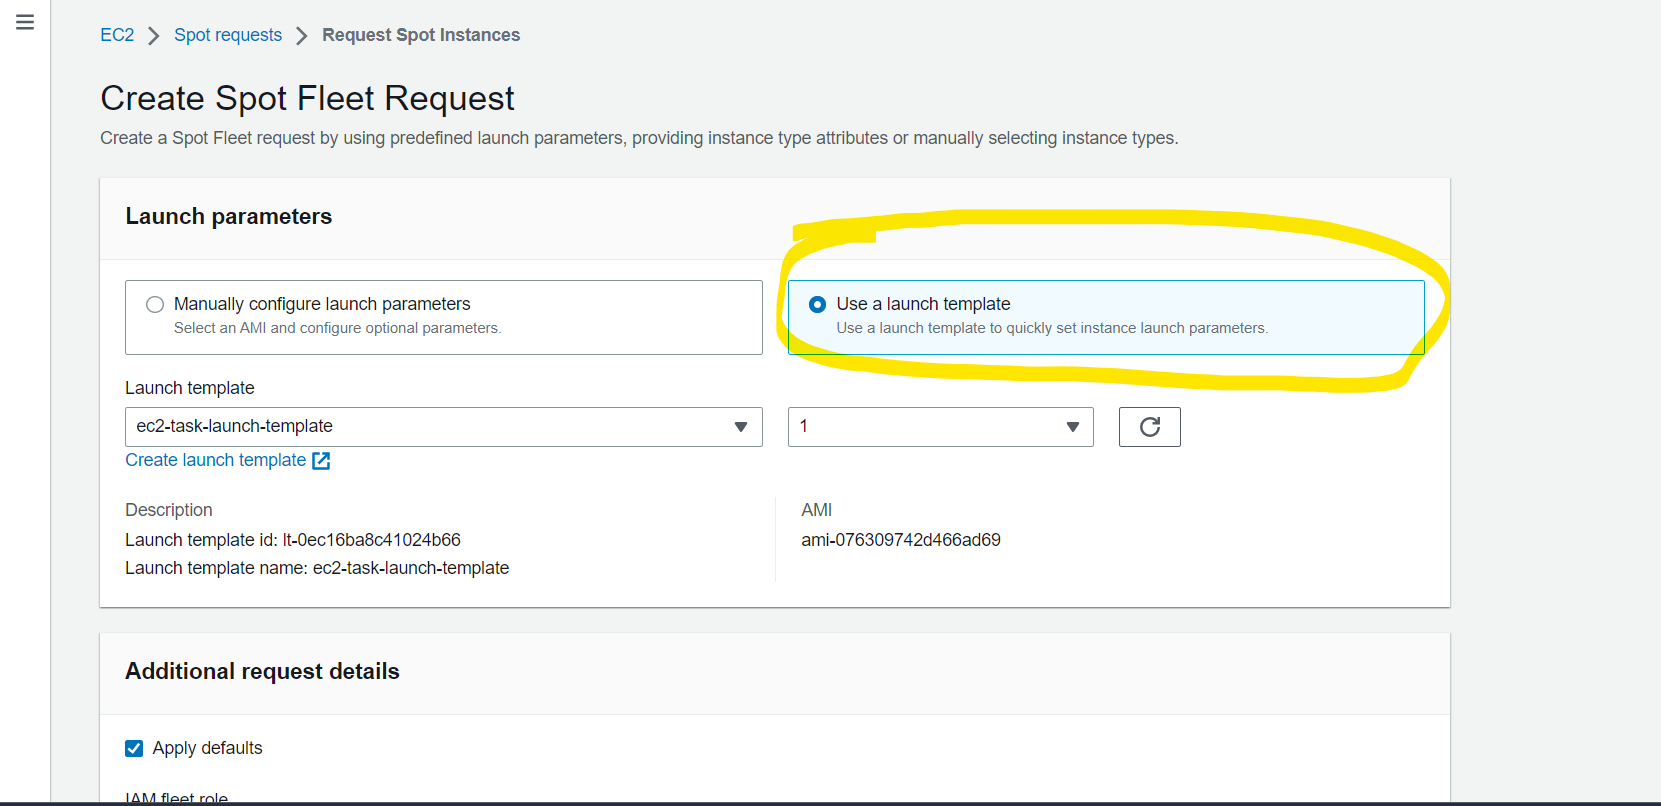 EC2 > Spot requests > Request Spot Instances
Create Spot Fleet Request
Create a Spot Fleet request by using predefined launch parameters, providing instance type attributes or manually selecting instance types.
Launch parameters
Manually configure launch parameters
Select an AMI and configure optional parameters.
Use a launch template
Use a launch template to quickly set instance launch parameters.
Launch template
ec2-task-launch-template
1
Create launch template
Description
Launch template id: lt-0ec16ba8c41024b66
Launch template name: ec2-task-launch-template
AMI
ami-076309742d466ad69
Additional request details
Apply defaults
IAM fleet role